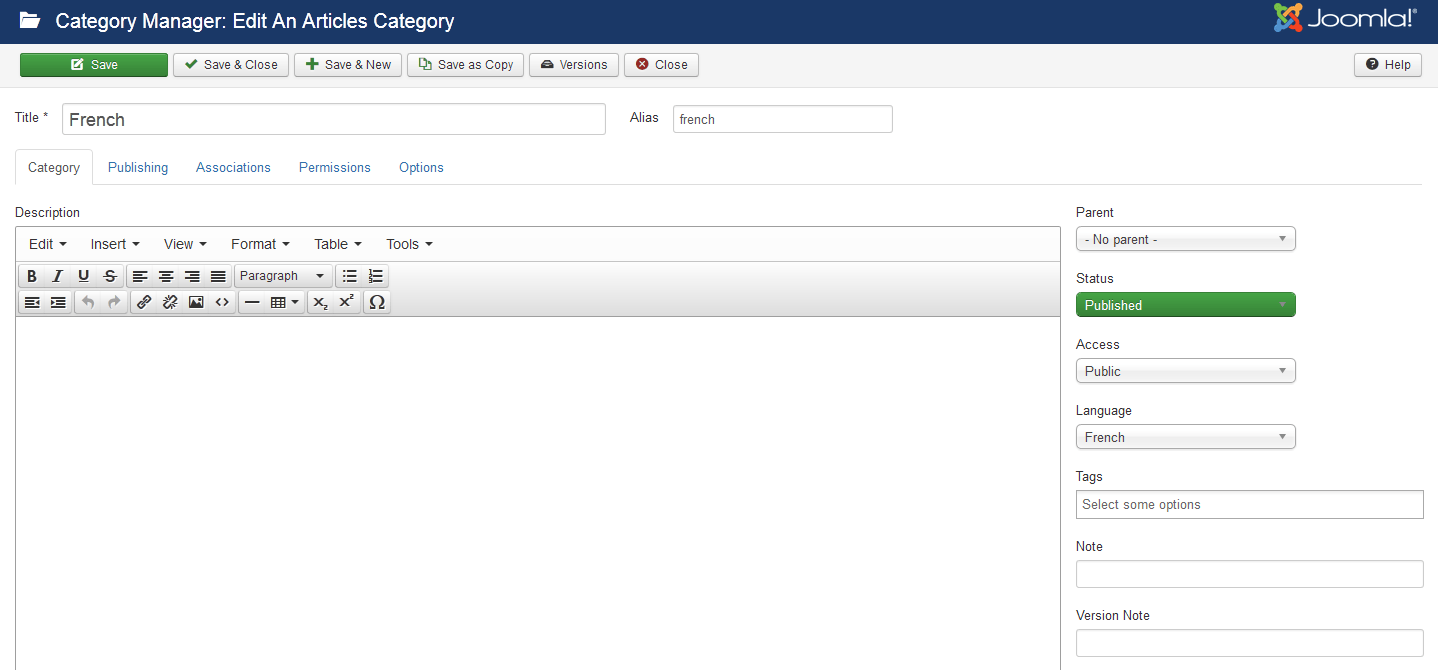 Category Manager: Edit An Articles Category
Joomla!®
Save
Save & Close
Save & New
Save as Copy
Versions
Close
Help
Title *
French
Alias
french
Category
Publishing
Associations
Permissions
Options
Description
Edit
Insert
View
Format
Table
Tools
B I U S
Paragraph
Parent
- No parent -
Status
Published
Access
Public
Language
French
Tags
Select some options
Note
Version Note